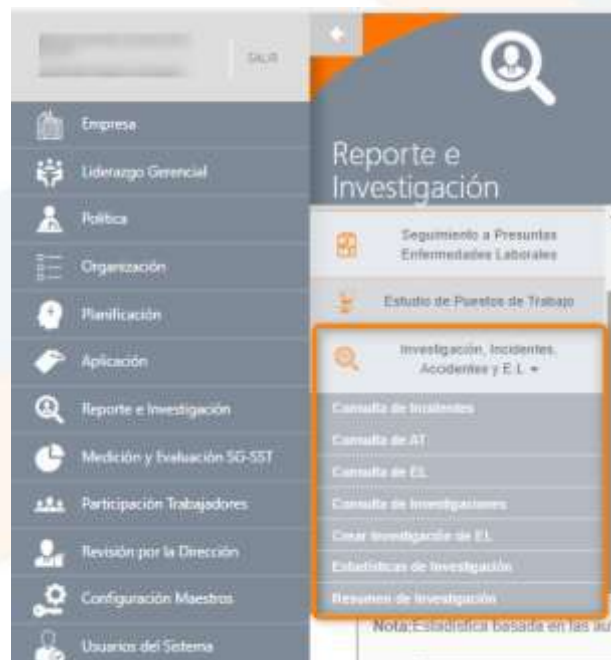 SALIR
Empresa
Liderazgo Gerencial
Política
Organización
Planificación
Aplicación
Reporte e Investigación
Medición y Evaluación SG-SST
Participación Trabajadores
Revisión por la Dirección
Configuración Maestros
Usuarios del Sistema
Reporte e
Investigación
Seguimiento a Presuntas
Enfermedades Laborales
Estudio de Puestos de Trabajo
Investigación, Incidentes,
Accidentes y E.L
Consulta de Incidentes
Consulta de AT
Consulta de EL
Consulta de Investigaciones
Crear Investigación de EL
Estadísticas de Investigación
Resumen de Investigación
Nota:Estadística basada en las